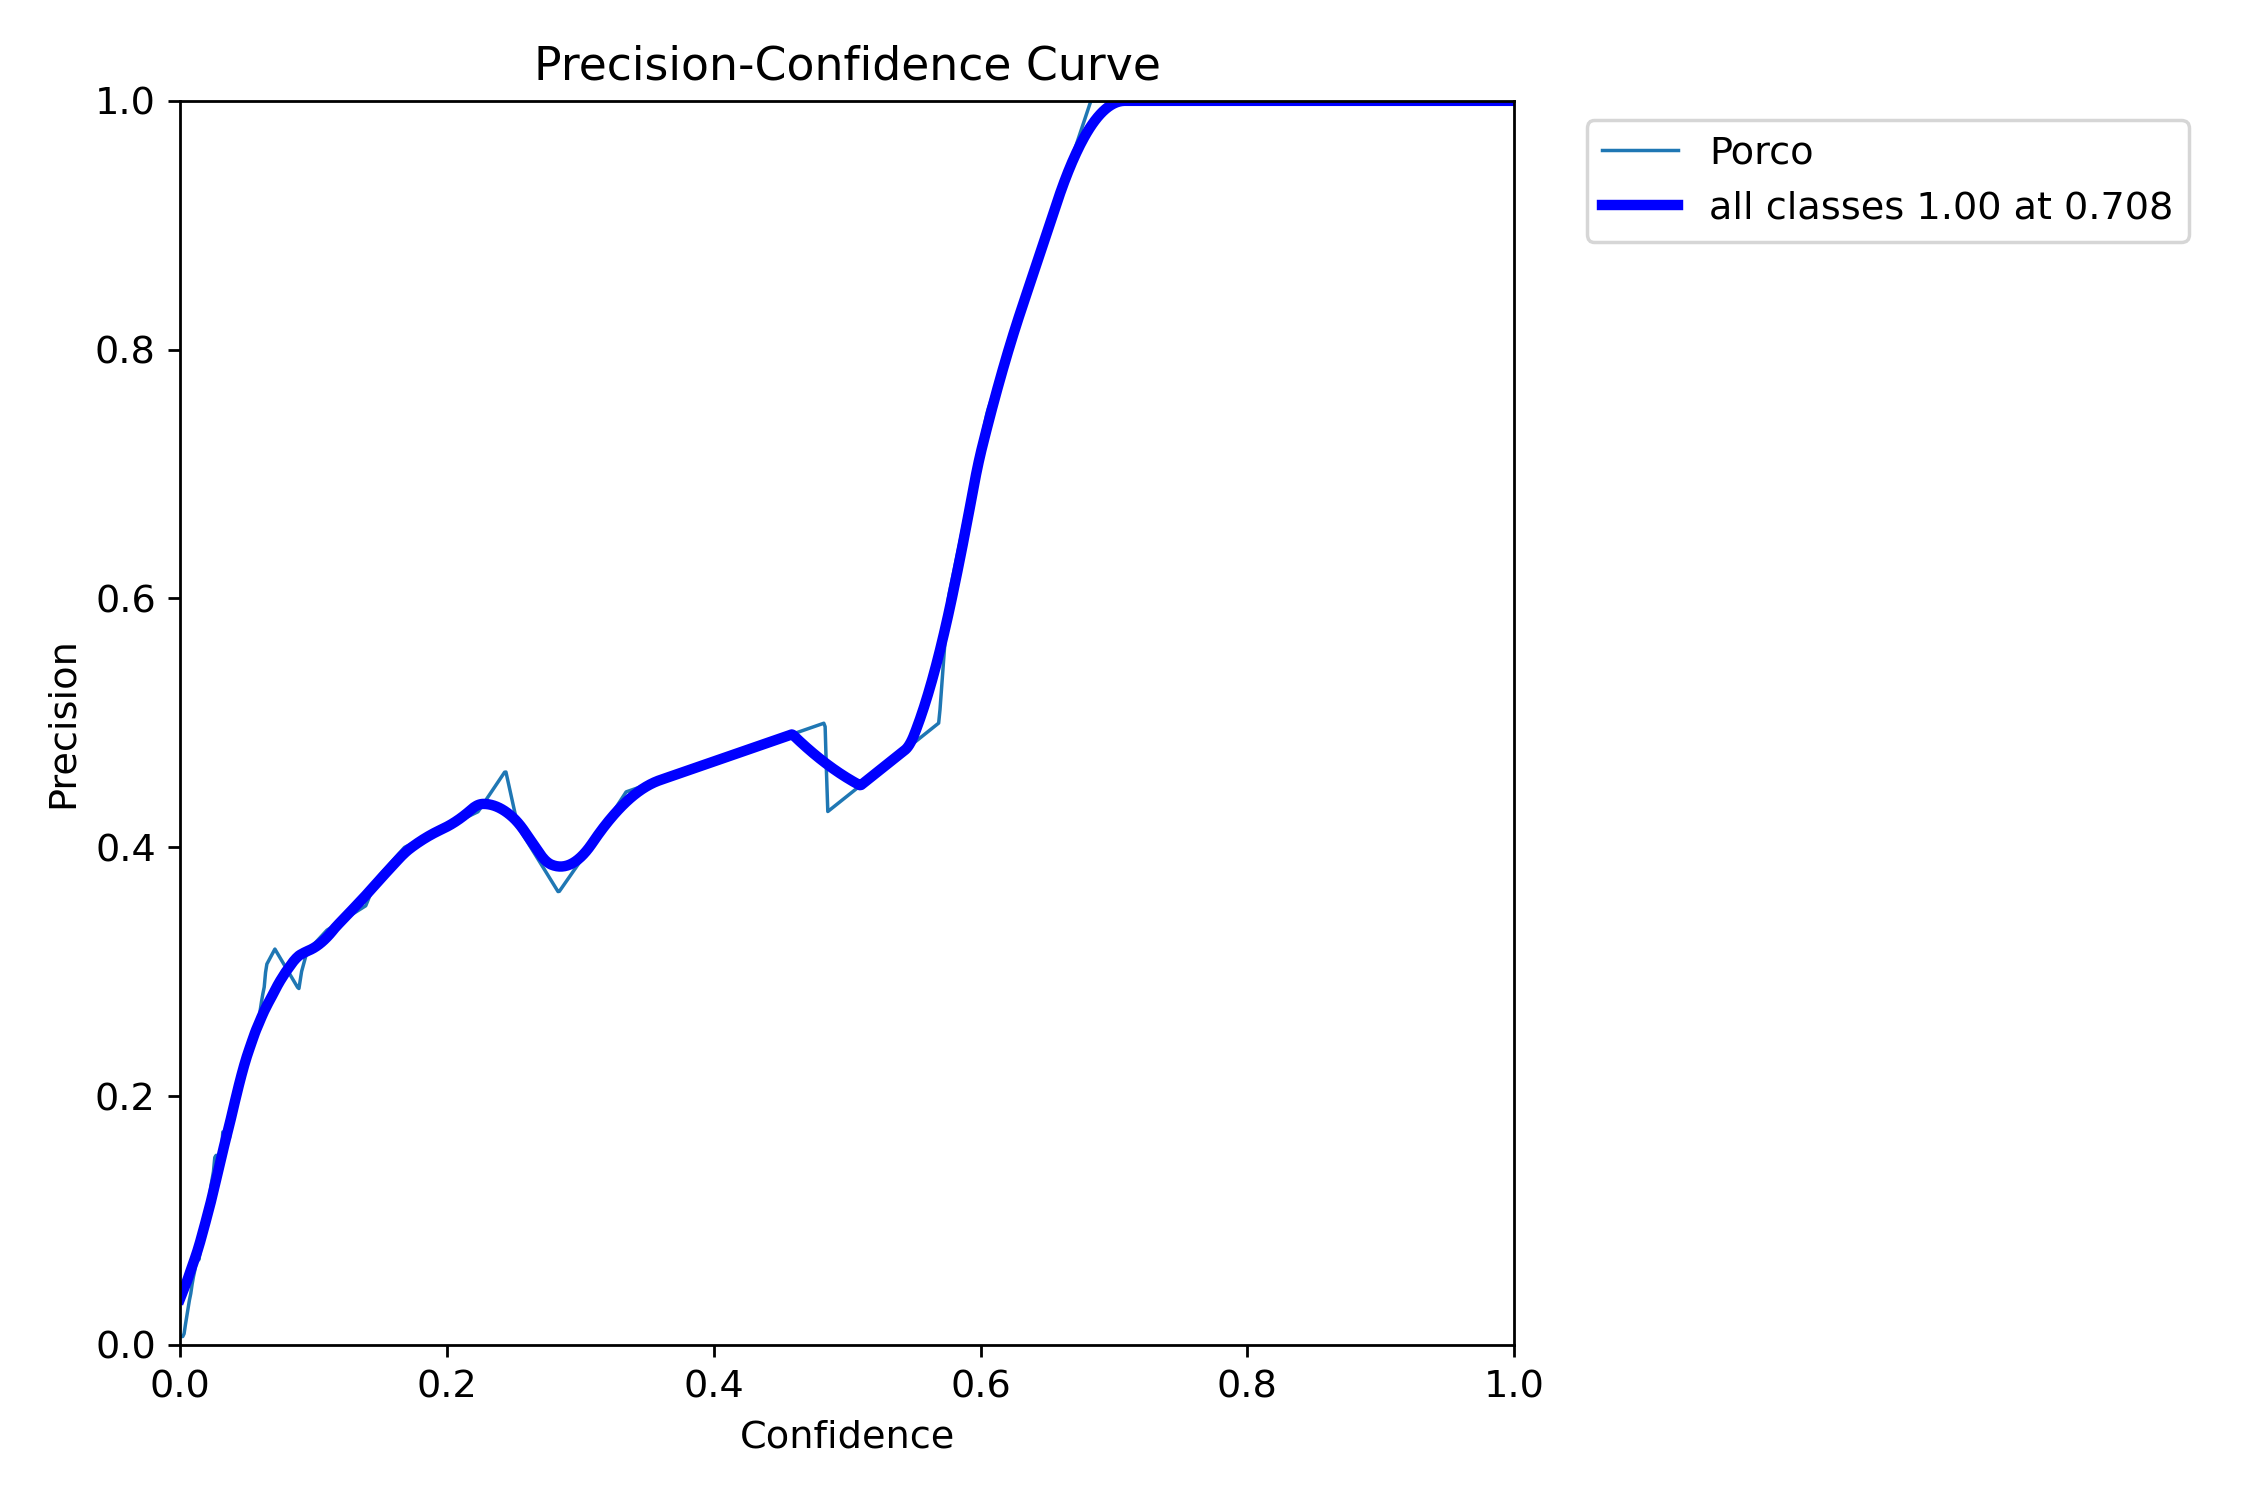 Precision-Confidence Curve
Porco
all classes 1.00 at 0.708
1.0
0.8
0.6
0.4
0.2
0.0
Precision
0.0 0.2 0.4 0.6 0.8 1.0
Confidence